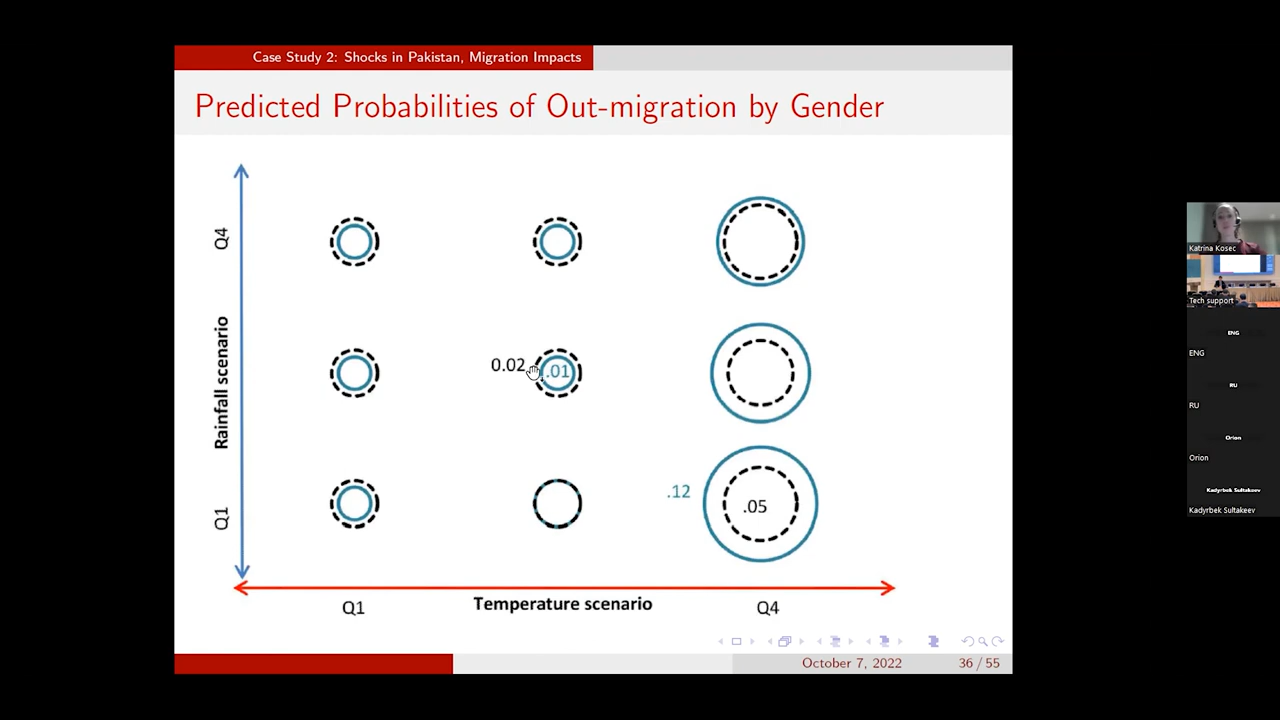 Case Study 2: Shocks in Pakistan, Migration Impacts
Predicted Probabilities of Out-migration by Gender
Q4
Rainfall scenario
Q1
0.02
.01
.12
.05
Q1
Temperature scenario
Q4
October 7, 2022
36 / 55
Katrina Kosec
Tech support
ENG
ENG
RU
RU
Orion
Orion
Kadyrbek Sultakeev
Kadyrbek Sultakeev